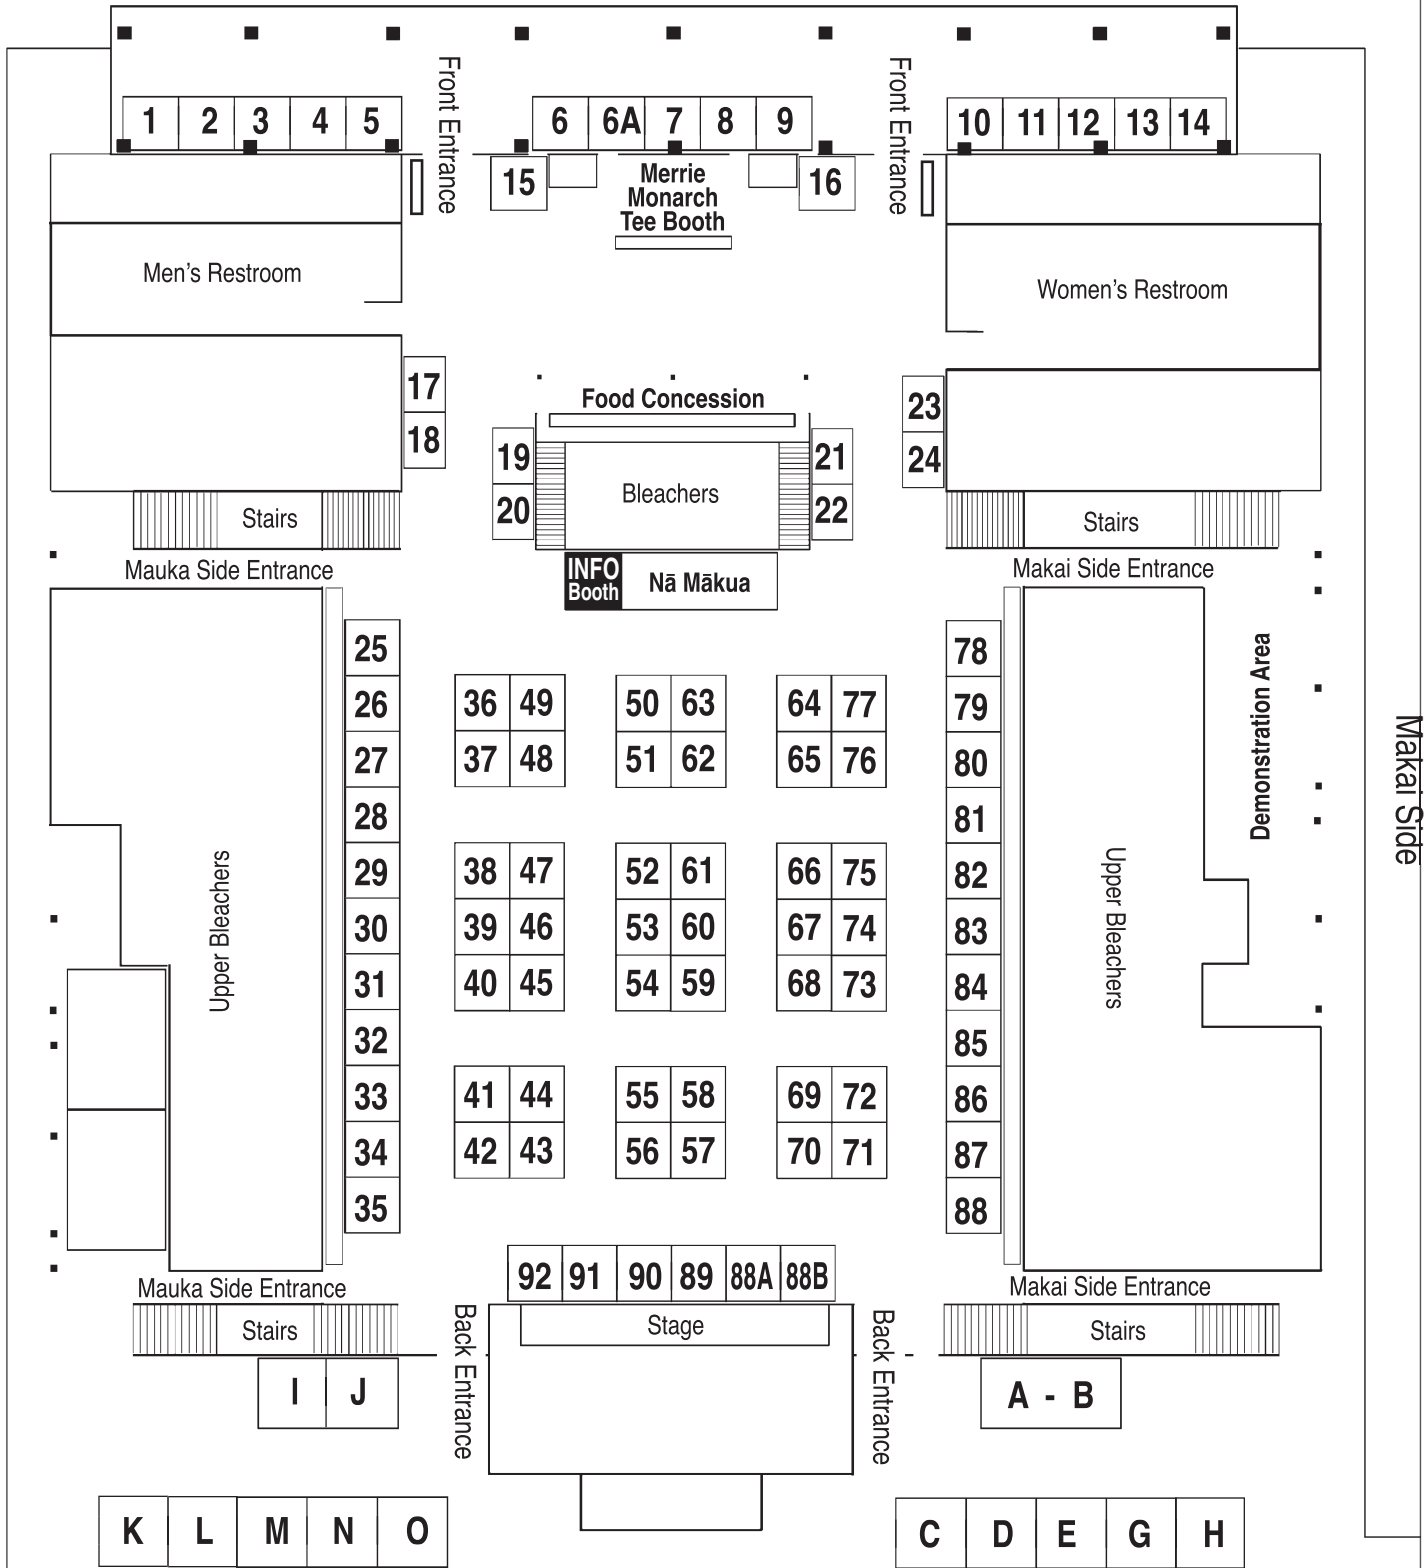 1 2 3 4 5
Front Entrance
6 6A 7 8 9
Front Entrance
10 11 12 13 14
15
Merrie
Monarch
Tee Booth
16
Men's Restroom
Women's Restroom
17
18
Food Concession
23
24
19
20
Bleachers
21
22
Stairs
Stairs
Mauka Side Entrance
Makai Side Entrance
INFO
Booth
Nā Mākua
25
26
27
28
29
30
31
32
33
34
35
Upper Bleachers
36 49
37 48
50 63
51 62
64 77
65 76
38 47
39 46
40 45
52 61
53 60
54 59
66 75
67 74
68 73
41 44
42 43
55 58
56 57
69 72
70 71
78
79
80
81
82
83
84
85
86
87
88
Upper Bleachers
Demonstration Area
Makai Side
92 91 90 89 88A 88B
Mauka Side Entrance
Makai Side Entrance
Stairs
Back Entrance
Stage
Back Entrance
Stairs
I J
A - B
K L M N O
C D E G H